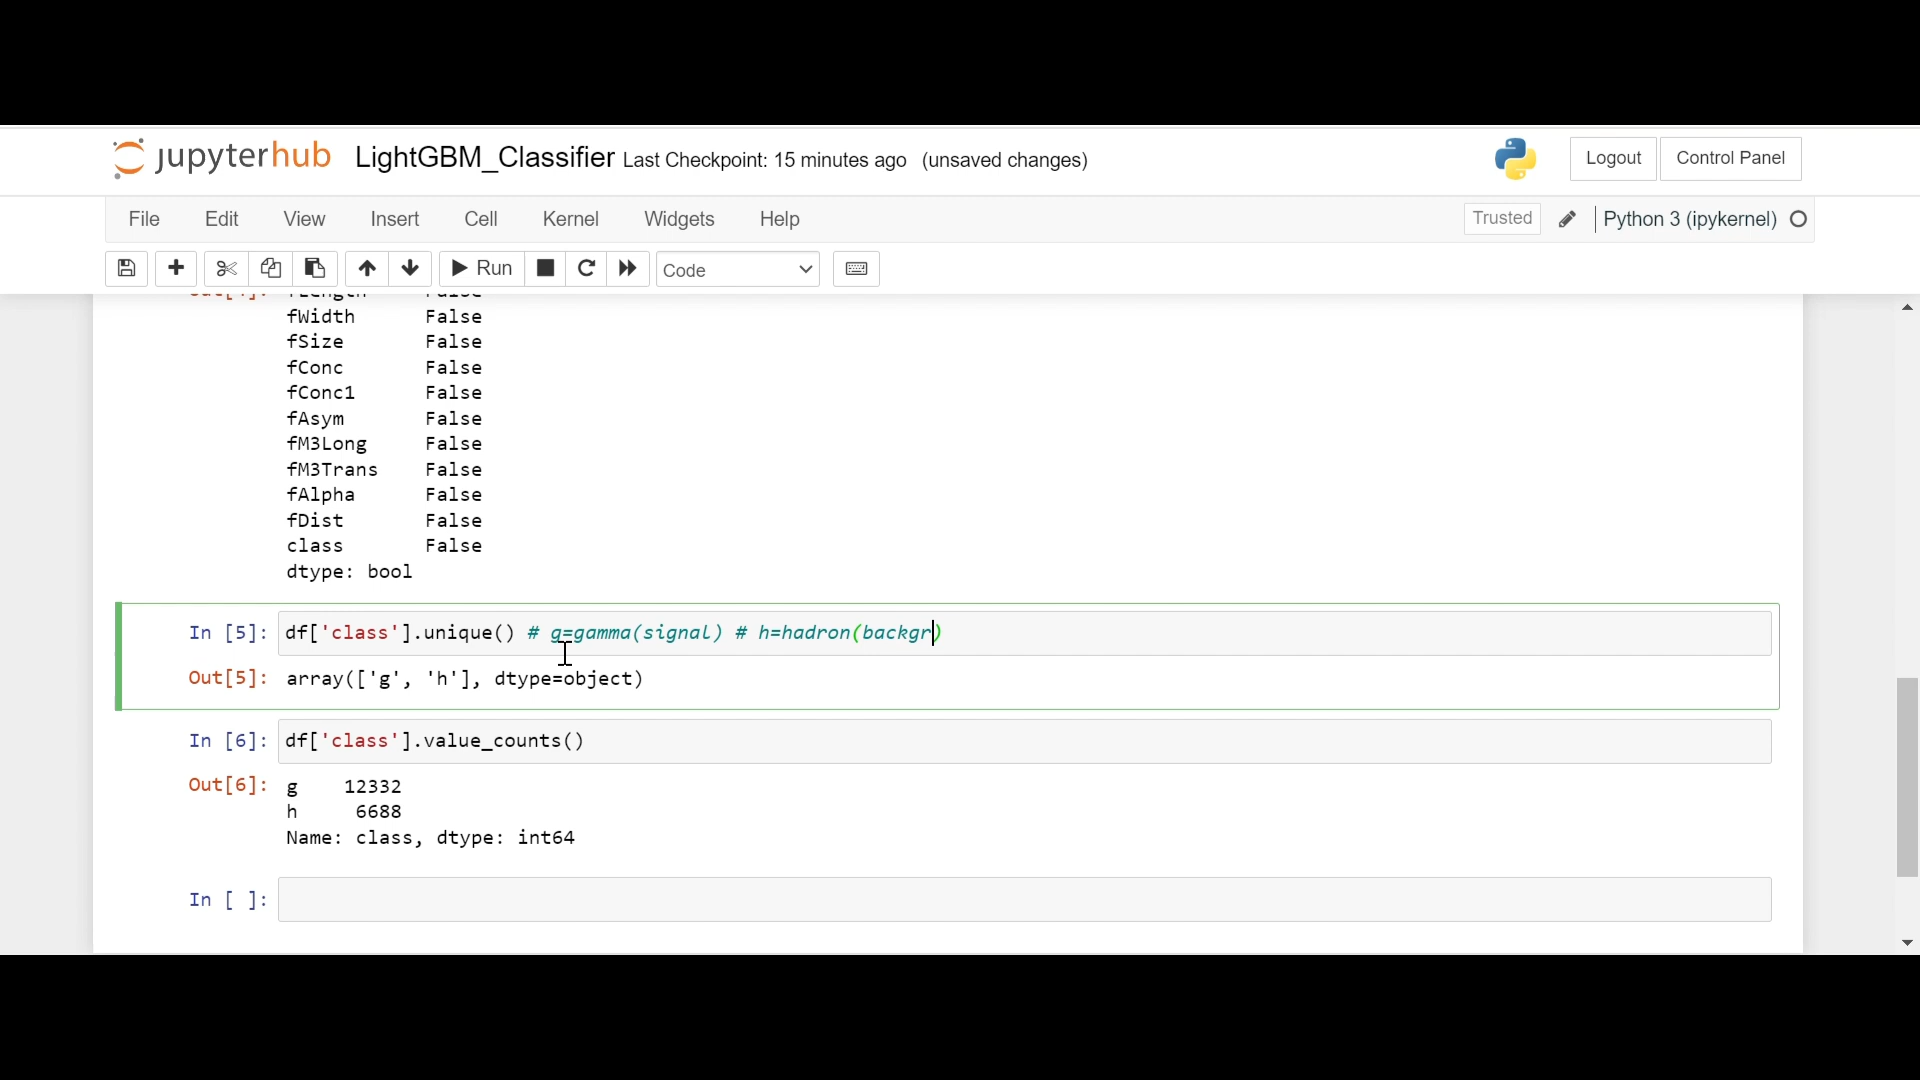 jupyterhub LightGBM_Classifier Last Checkpoint: 15 minutes ago (unsaved changes) Logout Control Panel
File Edit View Insert Cell Kernel Widgets Help Trusted Python 3 (ipykernel)
Run Code
fWidth False
fSize False
fConc False
fConc1 False
fAsym False
fM3Long False
fM3Trans False
fAlpha False
fDist False
class False
dtype: bool
In [5]: df['class'].unique() # g=gamma(signal) # h=hadron(backgr)
Out[5]: array(['g', 'h'], dtype=object)
In [6]: df['class'].value_counts()
Out[6]: g 12332
h 6688
Name: class, dtype: int64
In [ ]: